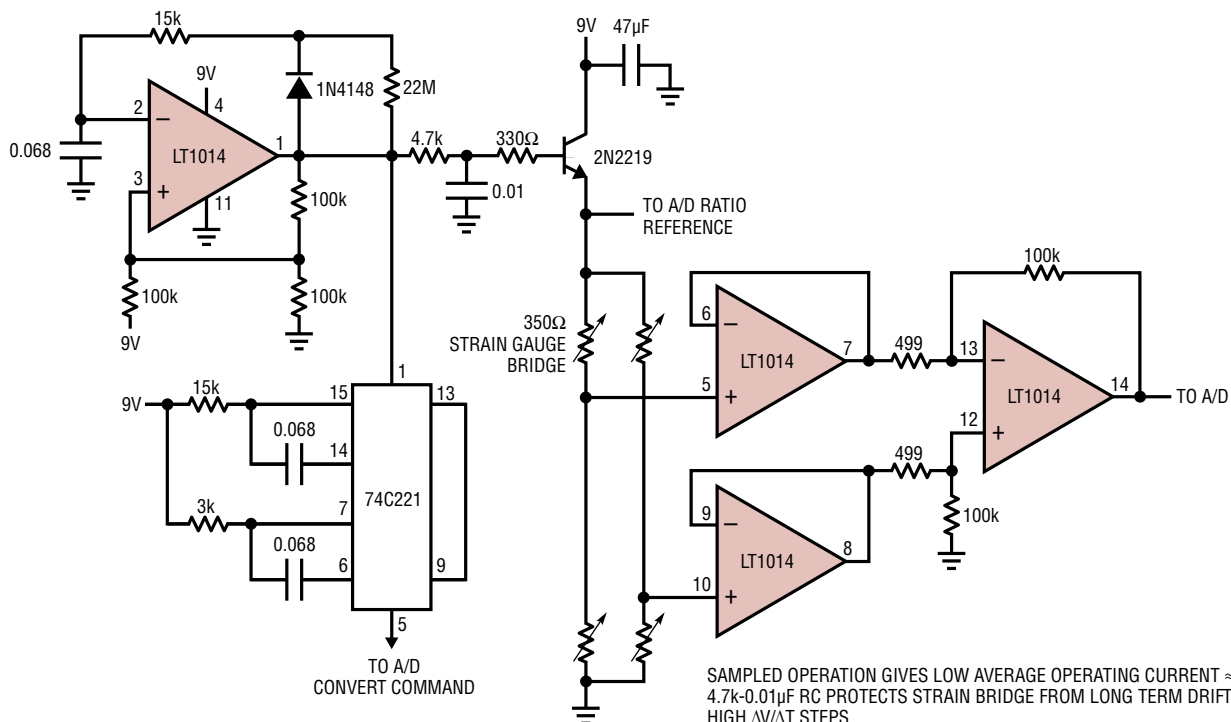 15k
9V
47µF
9V
1N4148
22M
2
4
0.068
LT1014
1
4.7k
330Ω
2N2219
3
11
100k
0.01
TO A/D RATIO
REFERENCE
100k
100k
9V
100k
350Ω
STRAIN GAUGE
BRIDGE
6
LT1014
7
5
499
13
LT1014
14
TO A/D
12
1
9V
15k
15
13
0.068
14
74C221
3k
7
0.068
6
9
5
TO A/D
CONVERT COMMAND
499
100k
9
LT1014
8
10
SAMPLED OPERATION GIVES LOW AVERAGE OPERATING CURRENT ≈
4.7k-0.01µF RC PROTECTS STRAIN BRIDGE FROM LONG TERM DRIFT
HIGH ∆V/∆T STEPS